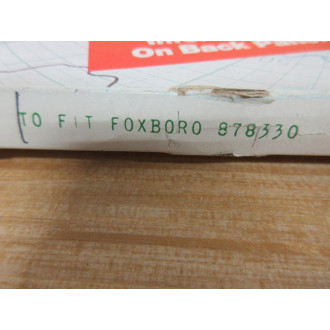 On Back Panel
TO FIT FOXBORO 878330